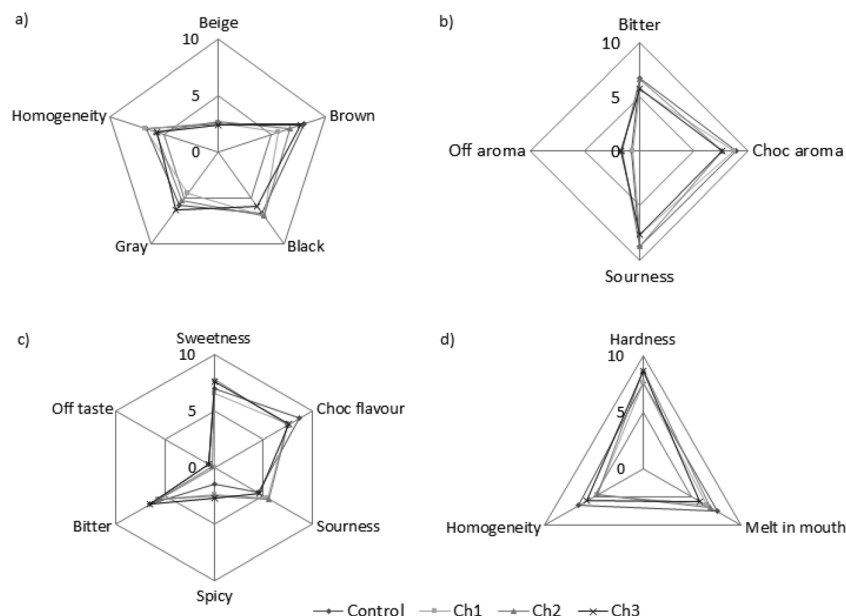 a)
Beige
10
5
0
Homogeneity
Brown
Gray
Black
b)
Bitter
10
5
0
Off aroma
Choc aroma
Sourness
c)
Sweetness
10
5
0
Off taste
Choc flavour
Bitter
Sourness
Spicy
d)
Hardness
10
5
0
Homogeneity
Melt in mouth
Control Ch1 Ch2 Ch3